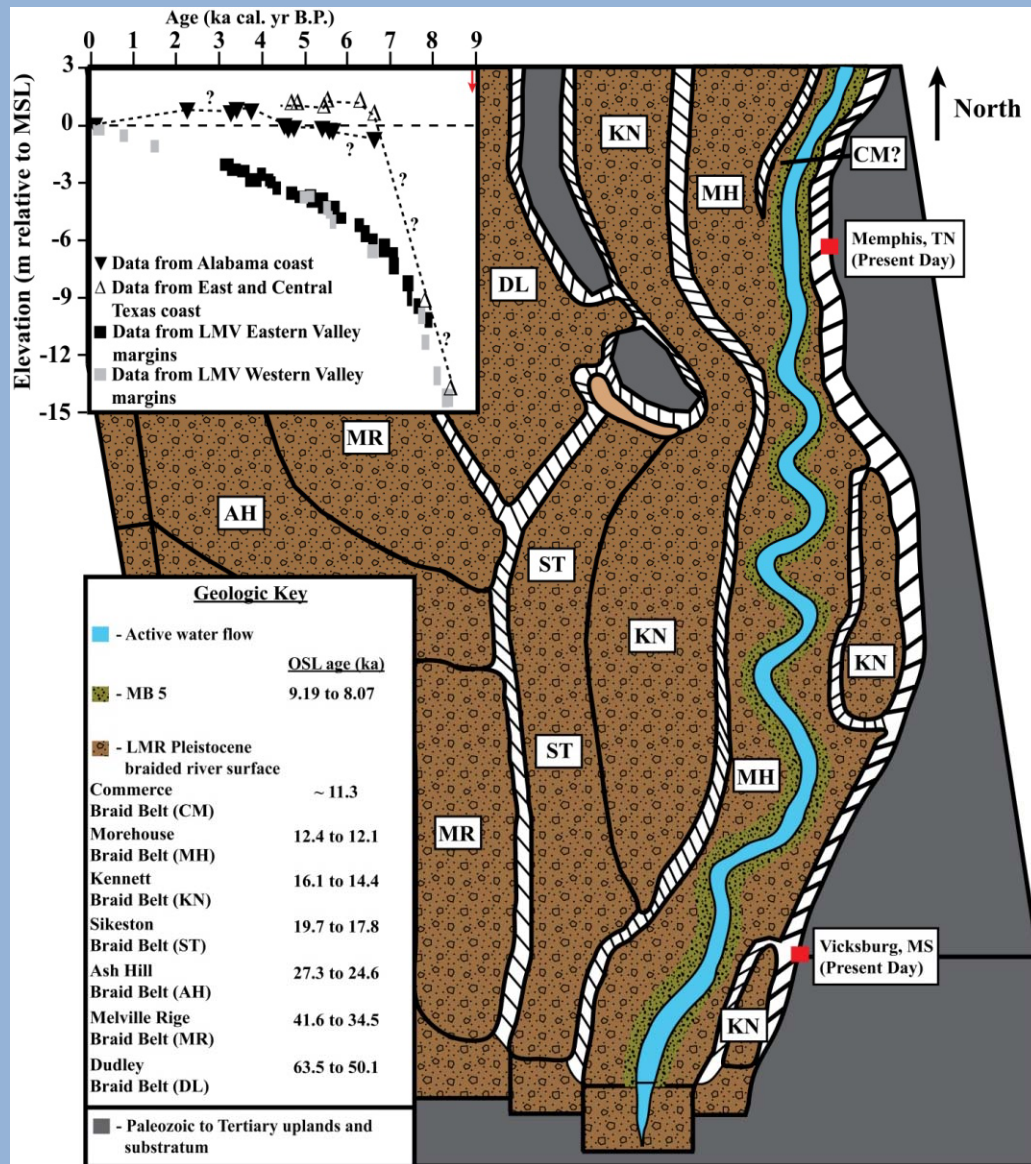 Age (ka cal. yr B.P.)
0 1 2 3 4 5 6 7 8 9
Elevation (m relative to MSL)
3
0
-3
-6
-9
-12
-15
?
?
?
?
?
▼ Data from Alabama coast
△ Data from East and Central
Texas coast
■ Data from LMV Eastern Valley
margins
■ Data from LMV Western Valley
margins
North
KN
MH
CM?
Memphis, TN
(Present Day)
DL
MR
AH
ST
KN
KN
ST
MH
MR
Vicksburg, MS
(Present Day)
KN
Geologic Key
- Active water flow
OSL age (ka)
- MB 5 9.19 to 8.07
- LMR Pleistocene
braided river surface
Commerce
Braid Belt (CM) ~ 11.3
Morehouse
Braid Belt (MH) 12.4 to 12.1
Kennett
Braid Belt (KN) 16.1 to 14.4
Sikeston
Braid Belt (ST) 19.7 to 17.8
Ash Hill
Braid Belt (AH) 27.3 to 24.6
Melville Rige
Braid Belt (MR) 41.6 to 34.5
Dudley
Braid Belt (DL) 63.5 to 50.1
- Paleozoic to Tertiary uplands and
substratum